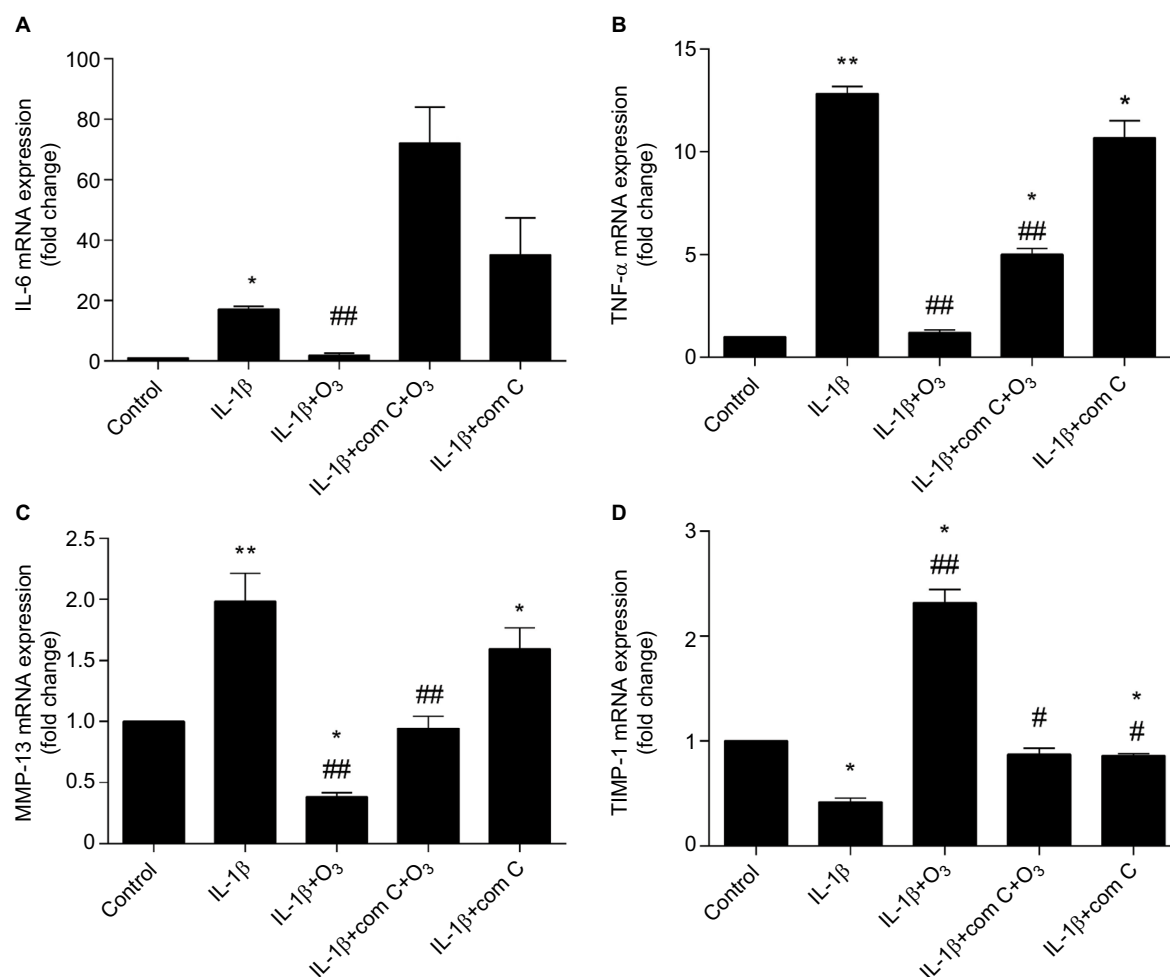 A
IL-6 mRNA expression
(fold change)
100
80
60
40
20
0
*
##
Control
IL-1β
IL-1β+O₃
IL-1β+com C+O₃
IL-1β+com C
B
TNF-α mRNA expression
(fold change)
15
10
5
0
**
##
*
##
*
Control
IL-1β
IL-1β+O₃
IL-1β+com C+O₃
IL-1β+com C
C
MMP-13 mRNA expression
(fold change)
2.5
2.0
1.5
1.0
0.5
0
**
*
##
##
*
Control
IL-1β
IL-1β+O₃
IL-1β+com C+O₃
IL-1β+com C
D
TIMP-1 mRNA expression
(fold change)
3
2
1
0
*
*
##
#
*
#
Control
IL-1β
IL-1β+O₃
IL-1β+com C+O₃
IL-1β+com C